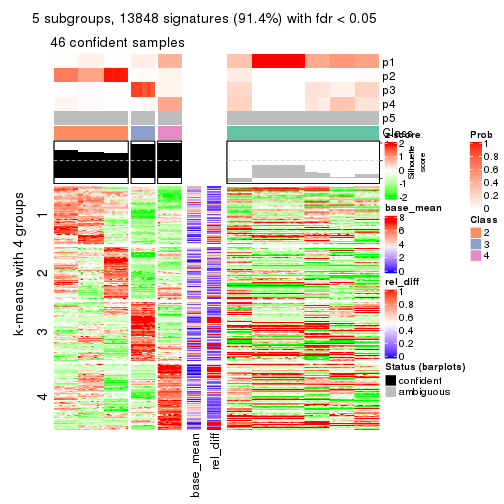 5 subgroups, 13848 signatures (91.4%) with fdr < 0.05
46 confident samples
p1
p2
p3
p4
p5
Class
z-score
2
1
0
-1
-2
Silhouette
score
Prob
1
0.8
0.6
0.4
0.2
0
base_mean
8
6
4
2
0
Class
2
3
4
rel_diff
1
0.8
0.6
0.4
0.2
0
Status (barplots)
confident
ambiguous
k-means with 4 groups
1
2
3
4
base_mean
rel_diff